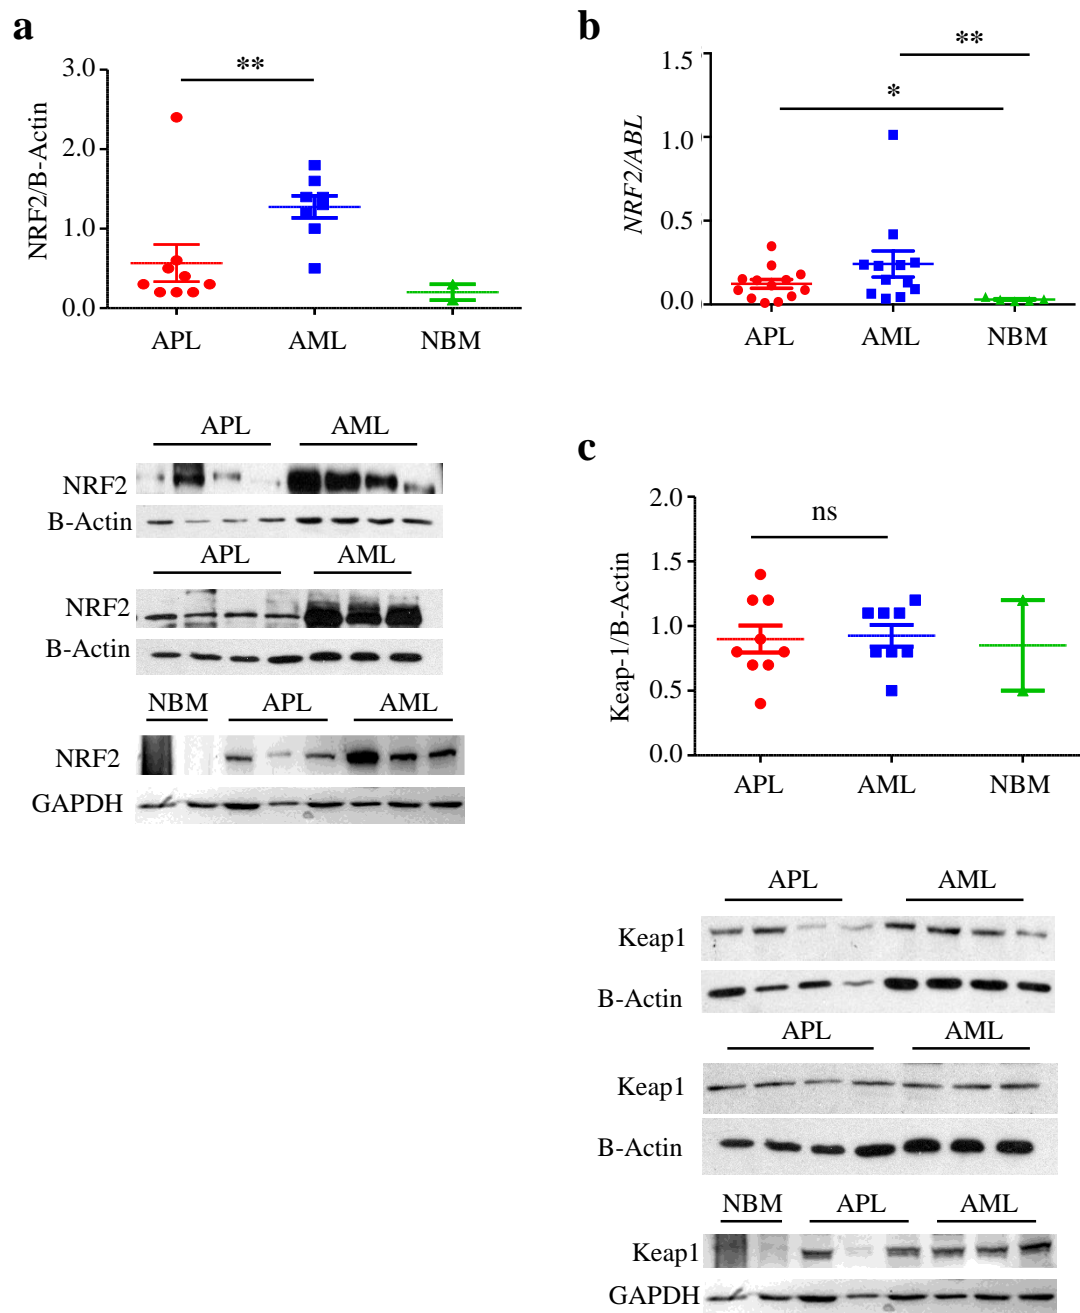 a
NRF2/B-Actin
3.0
2.0
1.0
0.0
**
APL AML NBM
APL AML
NRF2
B-Actin
APL AML
NRF2
B-Actin
NBM APL AML
NRF2
GAPDH
b
NRF2/ABL
1.5
1.0
0.5
0.0
**
*
APL AML NBM
c
Keap-1/B-Actin
2.0
1.5
1.0
0.5
0.0
ns
APL AML NBM
APL AML
Keap1
B-Actin
APL AML
Keap1
B-Actin
NBM APL AML
Keap1
GAPDH